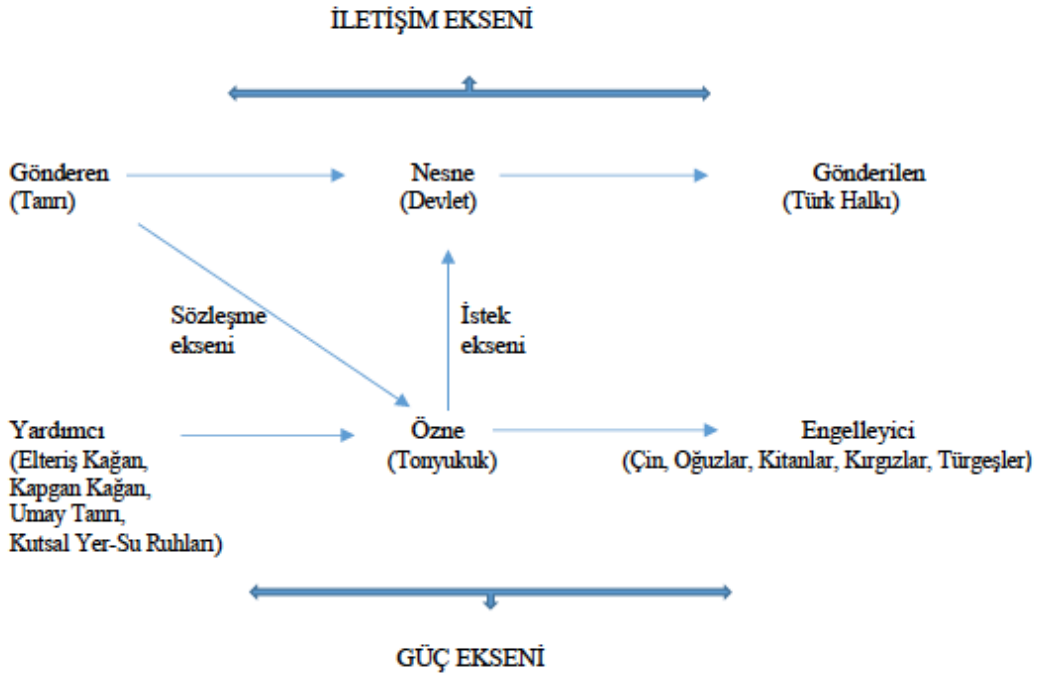 İLETİŞİM EKSENİ
Gönderen
(Tanrı)
Nesne
(Devlet)
Gönderilen
(Türk Halkı)
Sözleşme
ekseni
İstek
ekseni
Yardımcı
(Elteriş Kağan,
Kapgan Kağan,
Umay Tanrı,
Kutsal Yer-Su Ruhları)
Özne
(Tonyukuk)
Engelleyici
(Çin, Oğuzlar, Kitanlar, Kırgızlar, Türgeşler)
GÜÇ EKSENİ